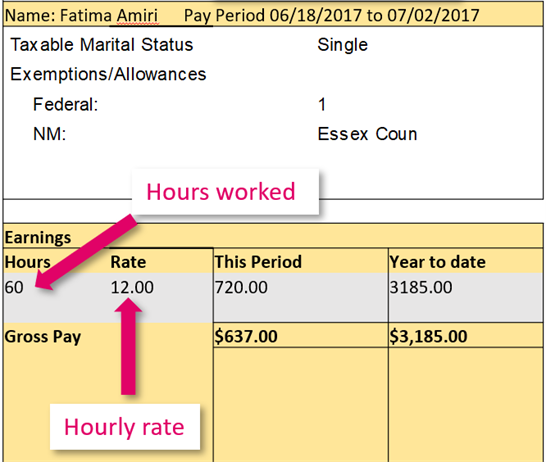 Name: Fatima Amiri Pay Period 06/18/2017 to 07/02/2017
Taxable Marital Status Single
Exemptions/Allowances
Federal: 1
NM: Essex Coun
Hours worked
Earnings
Hours Rate This Period Year to date
60 12.00 720.00 3185.00
Gross Pay $637.00 $3,185.00
Hourly rate